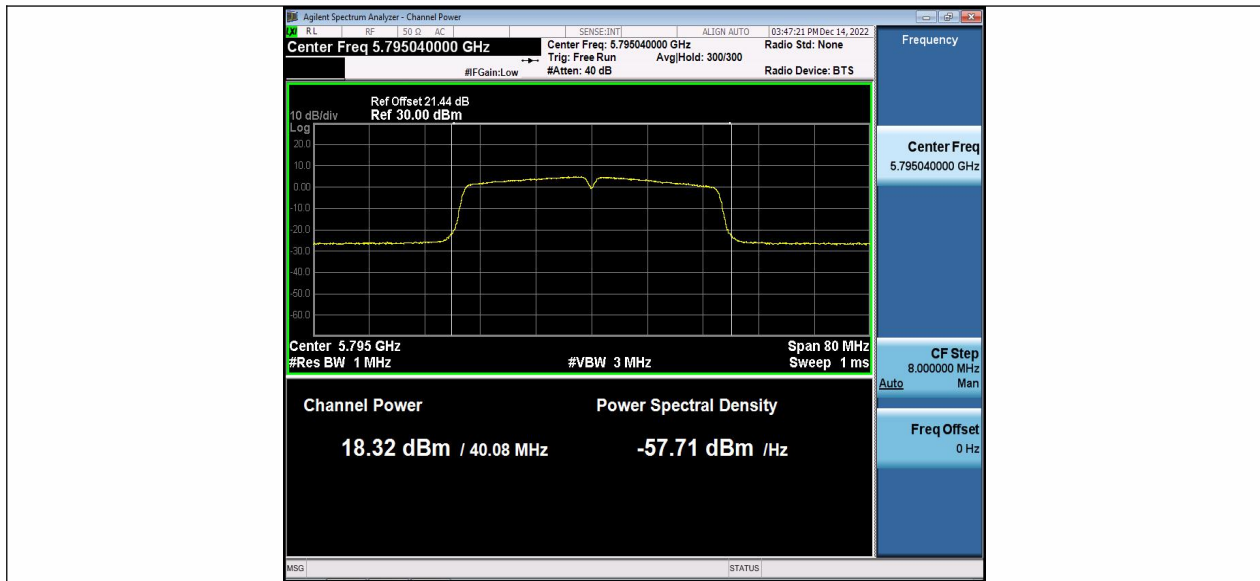 Agilent Spectrum Analyzer - Channel Power
LXI RL RF 50 Ω AC SENSE:INT ALIGN AUTO 03:47:21 PM Dec 14, 2022
Center Freq 5.795040000 GHz
Center Freq: 5.795040000 GHz
Radio Std: None
Trig: Free Run Avg|Hold: 300/300
#IFGain:Low #Atten: 40 dB Radio Device: BTS
Ref Offset 21.44 dB
10 dB/div Ref 30.00 dBm
Log
20.0
10.0
0.00
-10.0
-20.0
-30.0
-40.0
-50.0
-60.0
Center 5.795 GHz Span 80 MHz
#Res BW 1 MHz #VBW 3 MHz Sweep 1 ms
Channel Power Power Spectral Density
18.32 dBm / 40.08 MHz -57.71 dBm /Hz
MSG STATUS
Frequency
Center Freq
5.795040000 GHz
CF Step
8.000000 MHz
Auto Man
Freq Offset
0 Hz